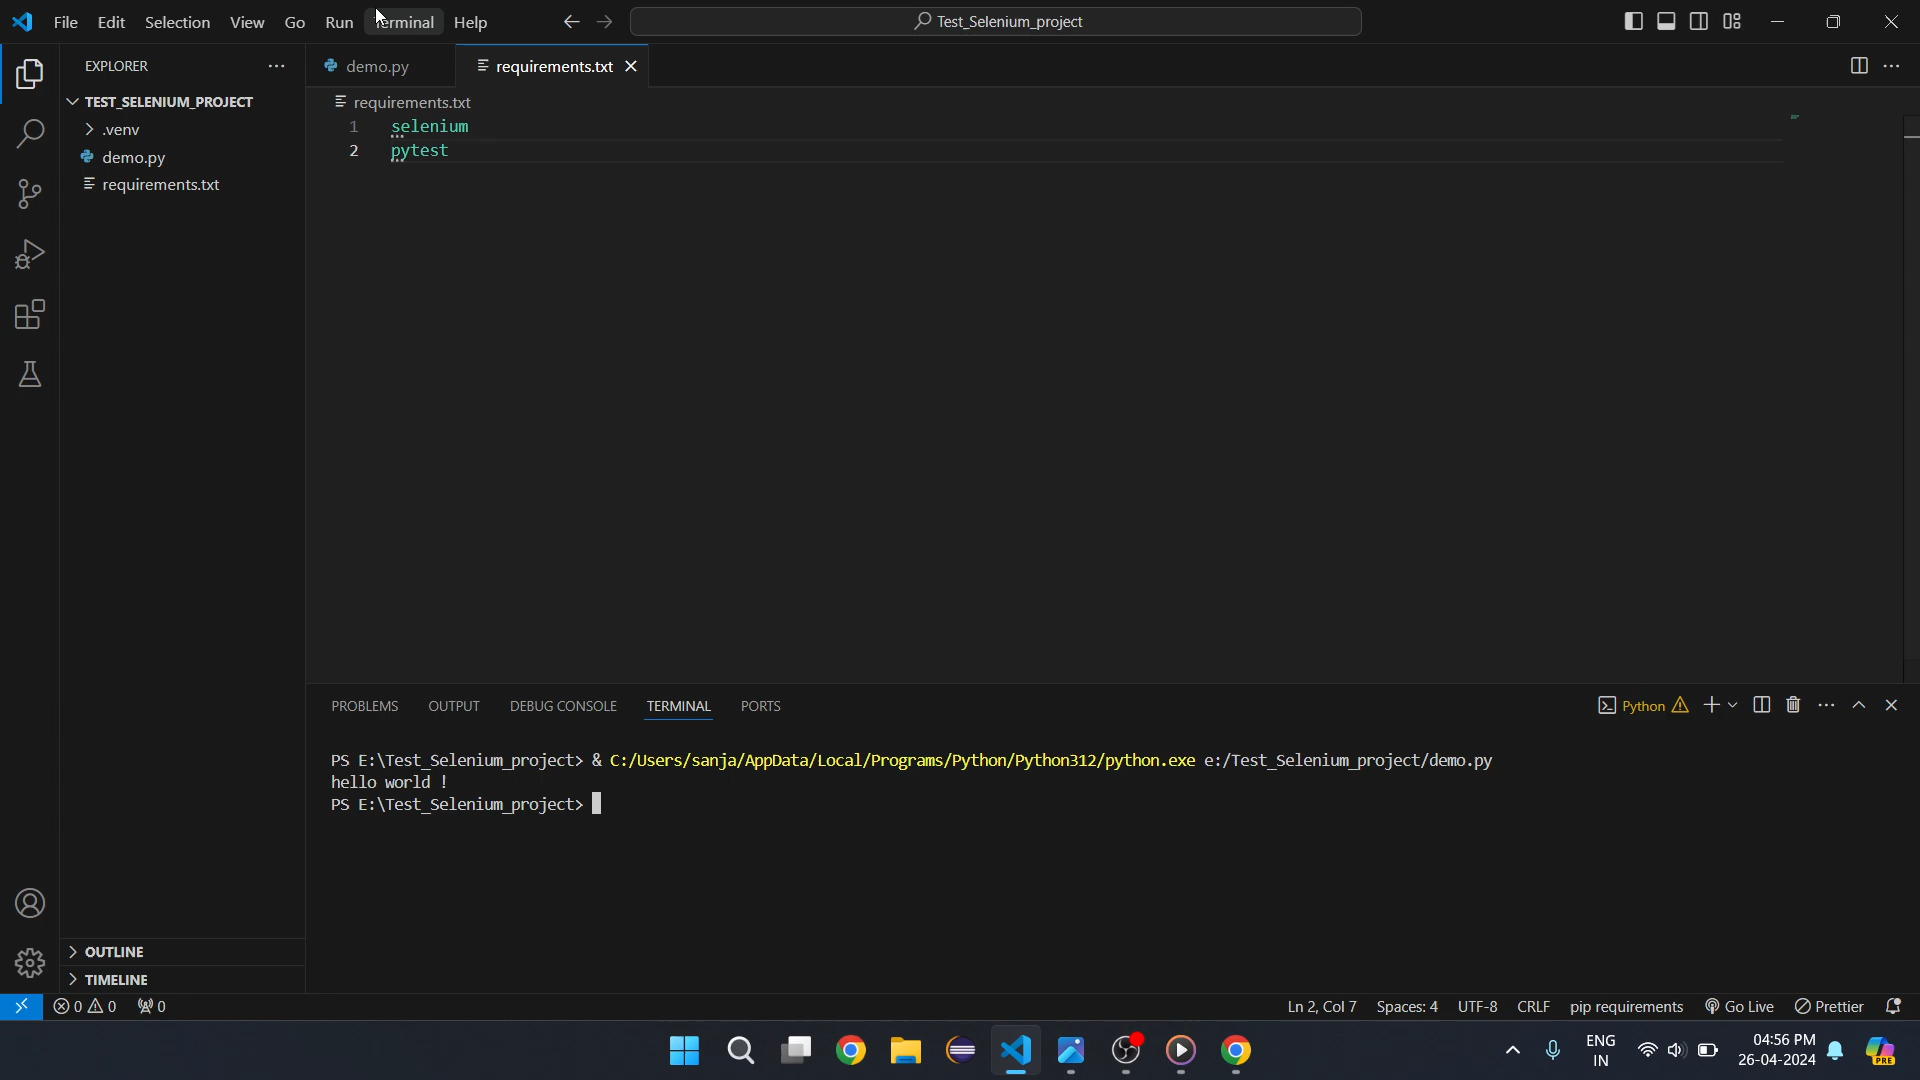 File Edit Selection View Go Run Terminal Help
Test_Selenium_project
EXPLORER
TEST_SELENIUM_PROJECT
.venv
demo.py
requirements.txt
OUTLINE
TIMELINE
demo.py
requirements.txt
requirements.txt
1 selenium
2 pytest
PROBLEMS OUTPUT DEBUG CONSOLE TERMINAL PORTS
Python
PS E:\Test_Selenium_project> & C:/Users/sanja/AppData/Local/Programs/Python/Python312/python.exe e:/Test_Selenium_project/demo.py
hello world !
PS E:\Test_Selenium_project>
0 0 0
Ln 2, Col 7 Spaces: 4 UTF-8 CRLF pip requirements Go Live Prettier
ENG
IN
04:56 PM
26-04-2024
PRE